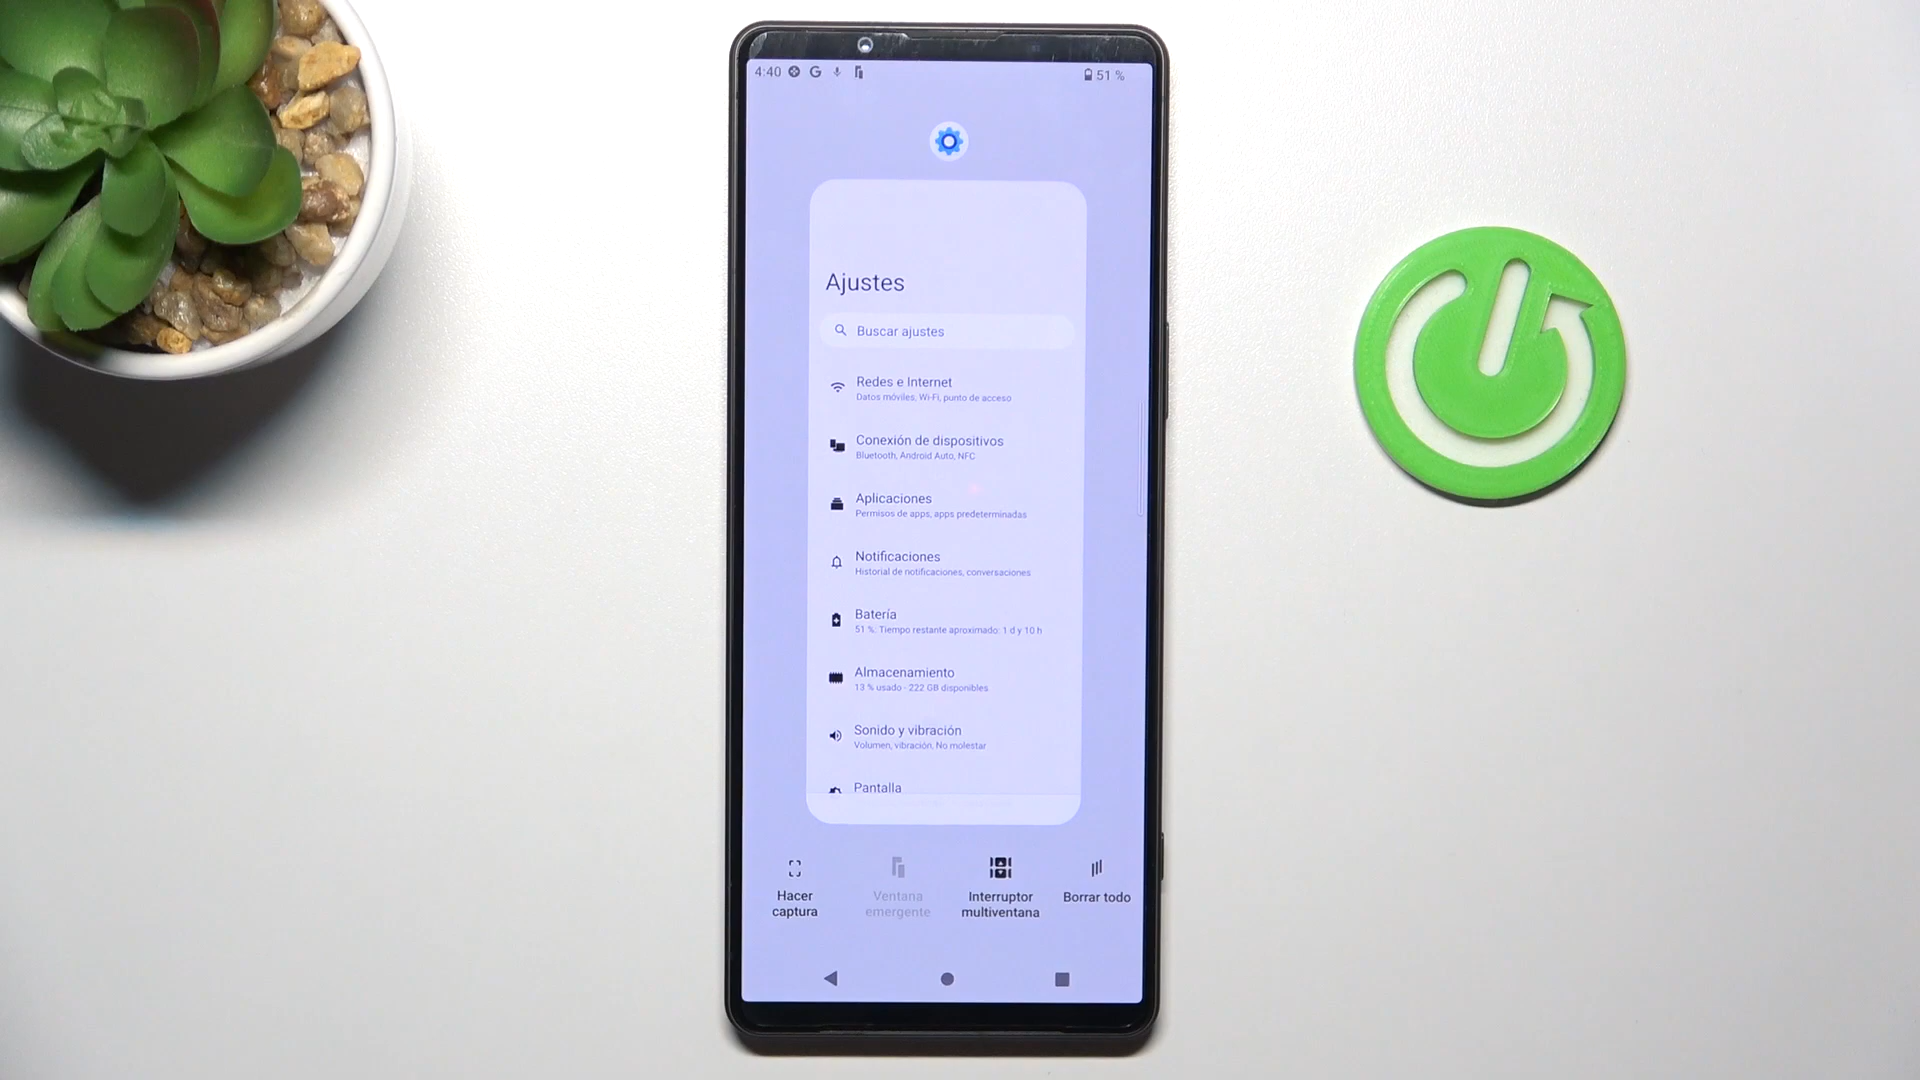 4:40
51 %
Ajustes
Buscar ajustes
Redes e Internet
Datos móviles, Wi-Fi, punto de acceso
Conexión de dispositivos
Bluetooth, Android Auto, NFC
Aplicaciones
Permisos de apps, apps predeterminadas
Notificaciones
Historial de notificaciones, conversaciones
Batería
51 %: Tiempo restante aproximado: 1 d y 10 h
Almacenamiento
13 % usado - 222 GB disponibles
Sonido y vibración
Volumen, vibración, No molestar
Pantalla
Hacer captura
Ventana emergente
Interruptor multiventana
Borrar todo